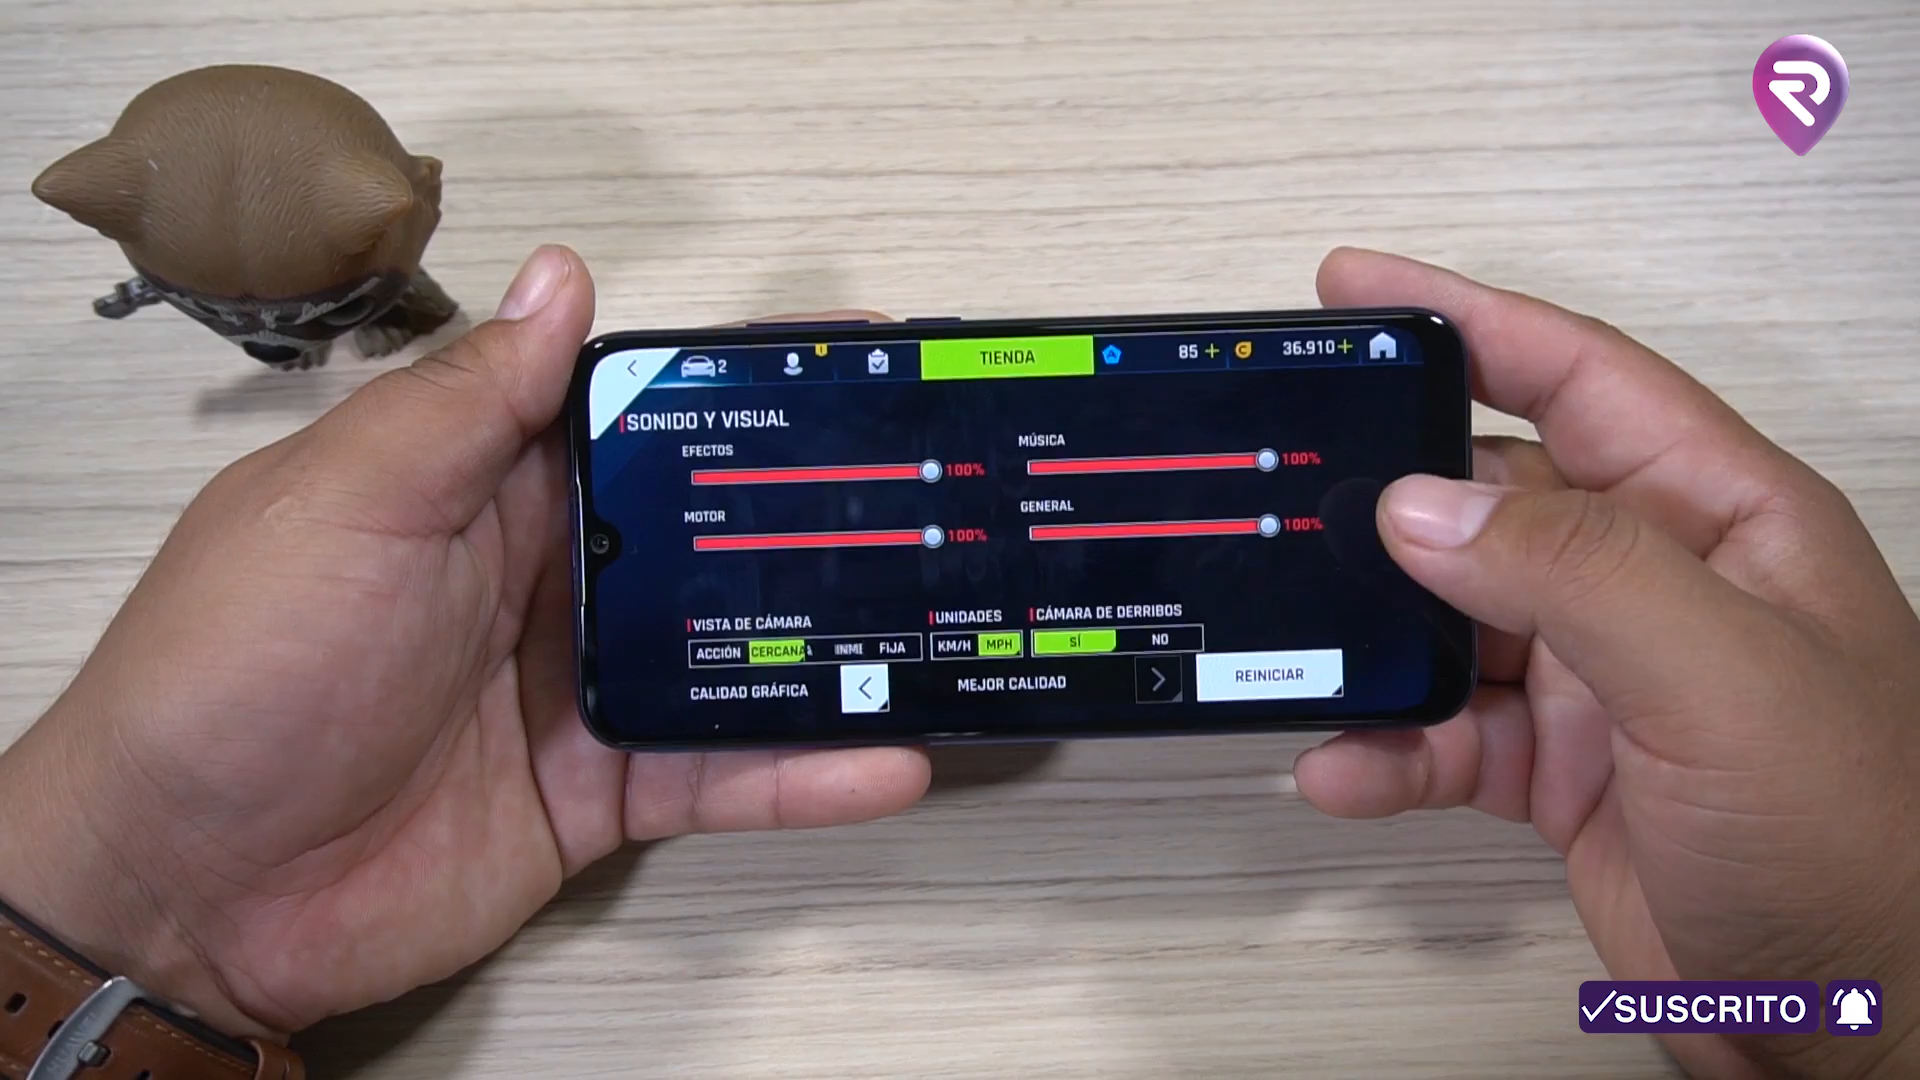 2
TIENDA
85
36.910
SONIDO Y VISUAL
EFECTOS
100%
MÚSICA
100%
MOTOR
100%
GENERAL
100%
VISTA DE CÁMARA
ACCIÓN
CERCANA
FIJA
UNIDADES
KM/H
MPH
CÁMARA DE DERRIBOS
SÍ
NO
CALIDAD GRÁFICA
MEJOR CALIDAD
REINICIAR
SUSCRITO